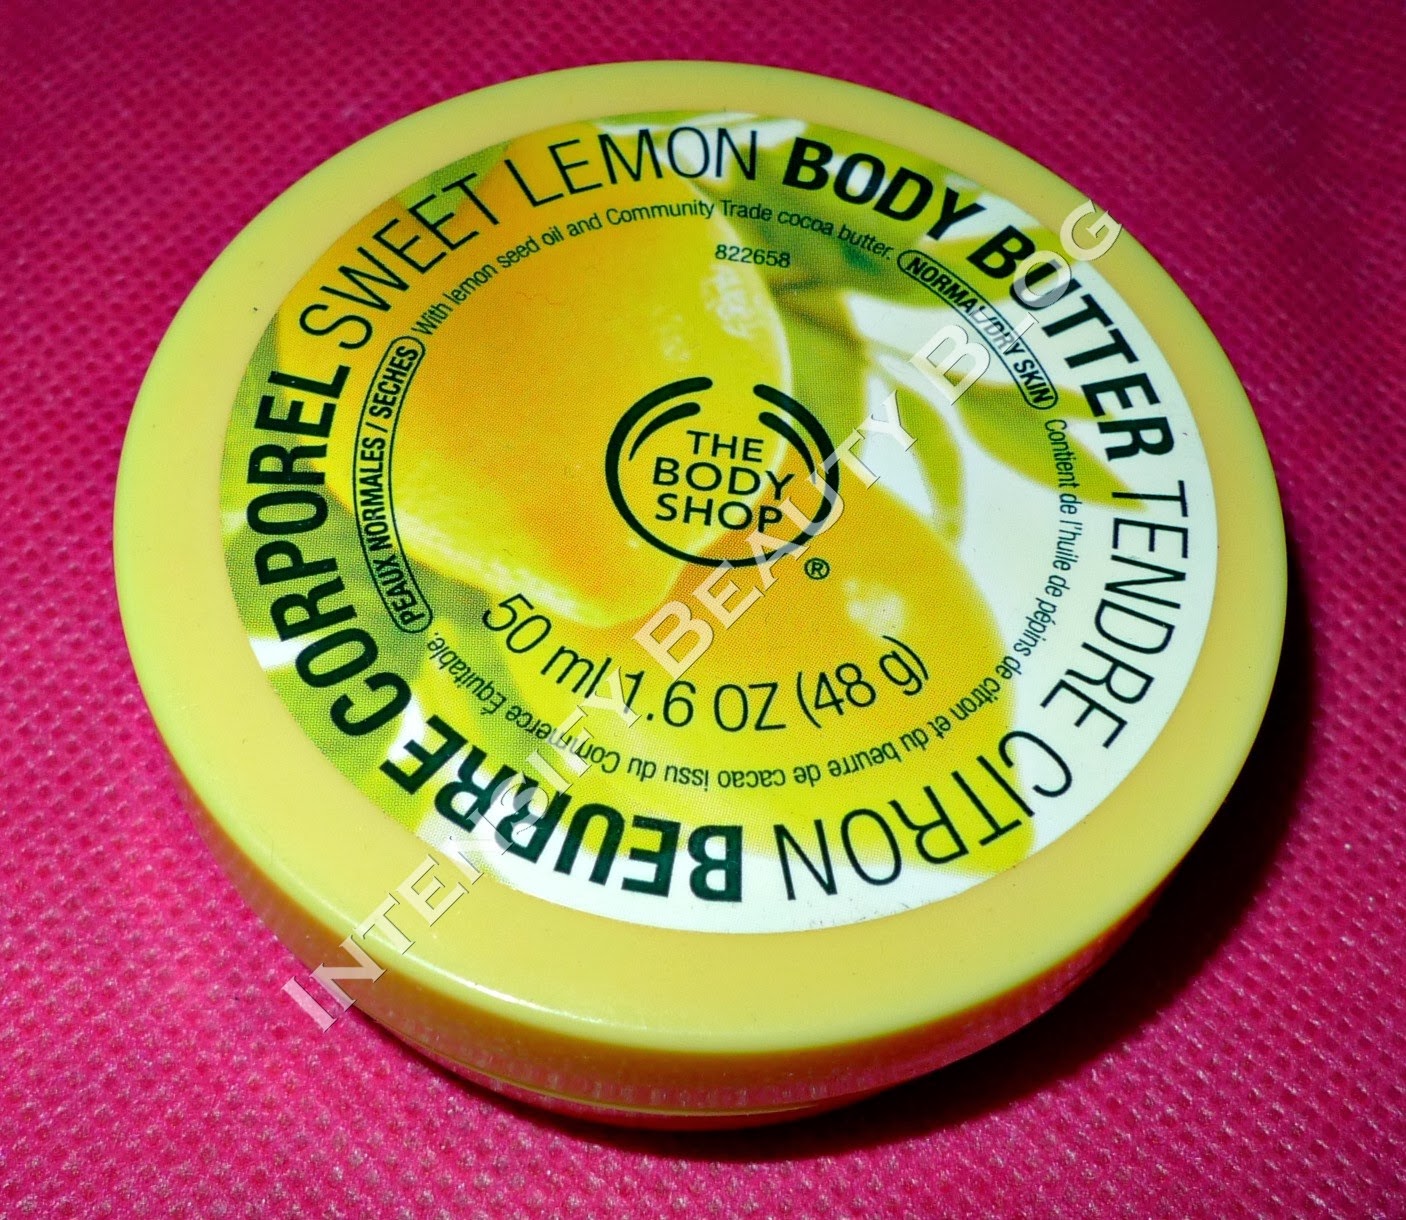 SWEET LEMON BODY BUTTER TENDRE CITRON BEURRE CORPOREL
With lemon seed oil and Community Trade cocoa butter. NORMAL/DRY SKIN
Contient de l'huile de pépins de citron et du beurre de cacao issu du Commerce Équitable. PEAUX NORMALES / SECHES
822658
THE
BODY
SHOP
®
50 ml 1.6 OZ (48 g)
INTENSITY BEAUTY BLOG